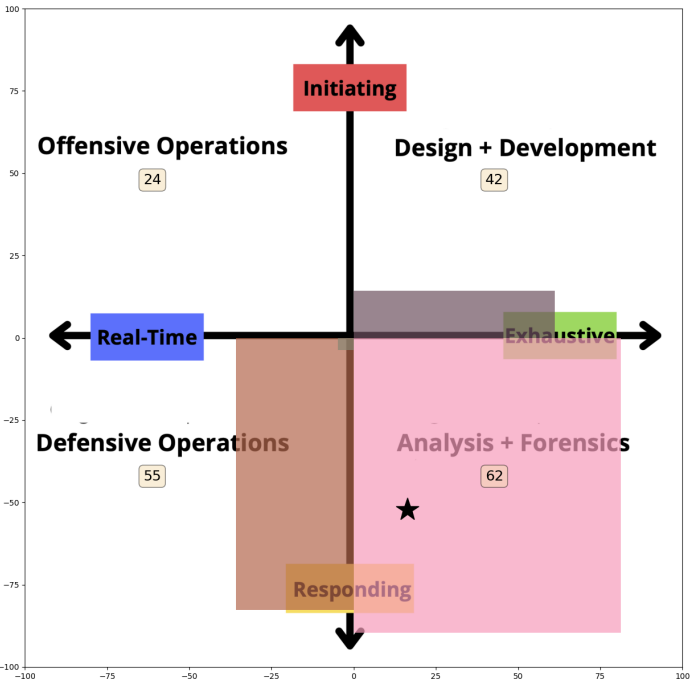 100
Initiating
75
Offensive Operations
Design + Development
50
24
42
25
Real-Time
Exhaustive
0
−25
Defensive Operations
Analysis + Forensics
55
62
−50
Responding
−75
−100
−100
−75
−50
−25
0
25
50
75
100